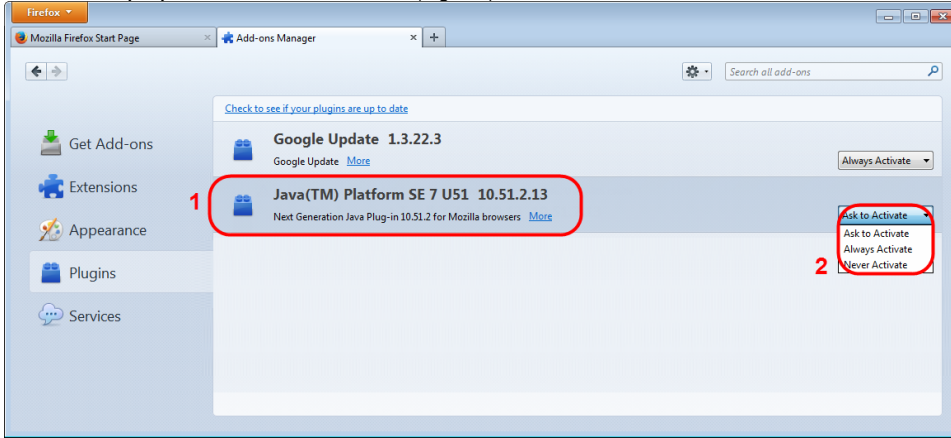 Firefox
Mozilla Firefox Start Page
Add-ons Manager
Search all add-ons
Check to see if your plugins are up to date
Get Add-ons
Extensions
Appearance
Plugins
Services
Google Update 1.3.22.3
Google Update More
Always Activate
1
Java(TM) Platform SE 7 U51 10.51.2.13
Next Generation Java Plug-in 10.51.2 for Mozilla browsers More
Ask to Activate
Ask to Activate
Always Activate
Never Activate
2